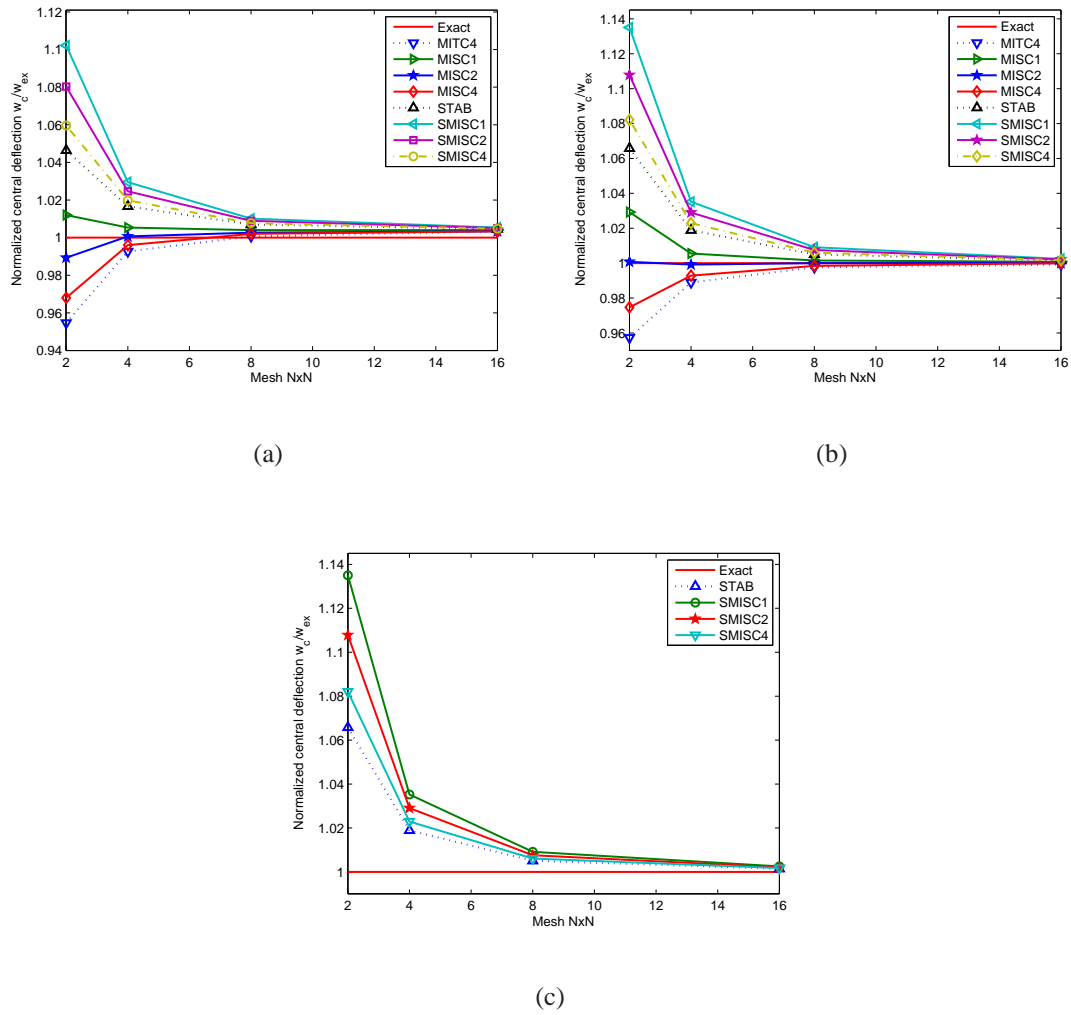 1.12
1.1
1.08
1.06
1.04
1.02
1
0.98
0.96
0.94
2 4 6 8 10 12 14 16
Mesh NxN
Normalized central deflection w_c/w_ex
Exact
MITC4
MISC1
MISC2
MISC4
STAB
SMISC1
SMISC2
SMISC4
(a)
1.14
1.12
1.1
1.08
1.06
1.04
1.02
1
0.98
0.96
2 4 6 8 10 12 14 16
Mesh NxN
Normalized central deflection w_c/w_ex
Exact
MITC4
MISC1
MISC2
MISC4
STAB
SMISC1
SMISC2
SMISC4
(b)
1.14
1.12
1.1
1.08
1.06
1.04
1.02
1
2 4 6 8 10 12 14 16
Mesh NxN
Normalized central deflection w_c/w_ex
Exact
STAB
SMISC1
SMISC2
SMISC4
(c)